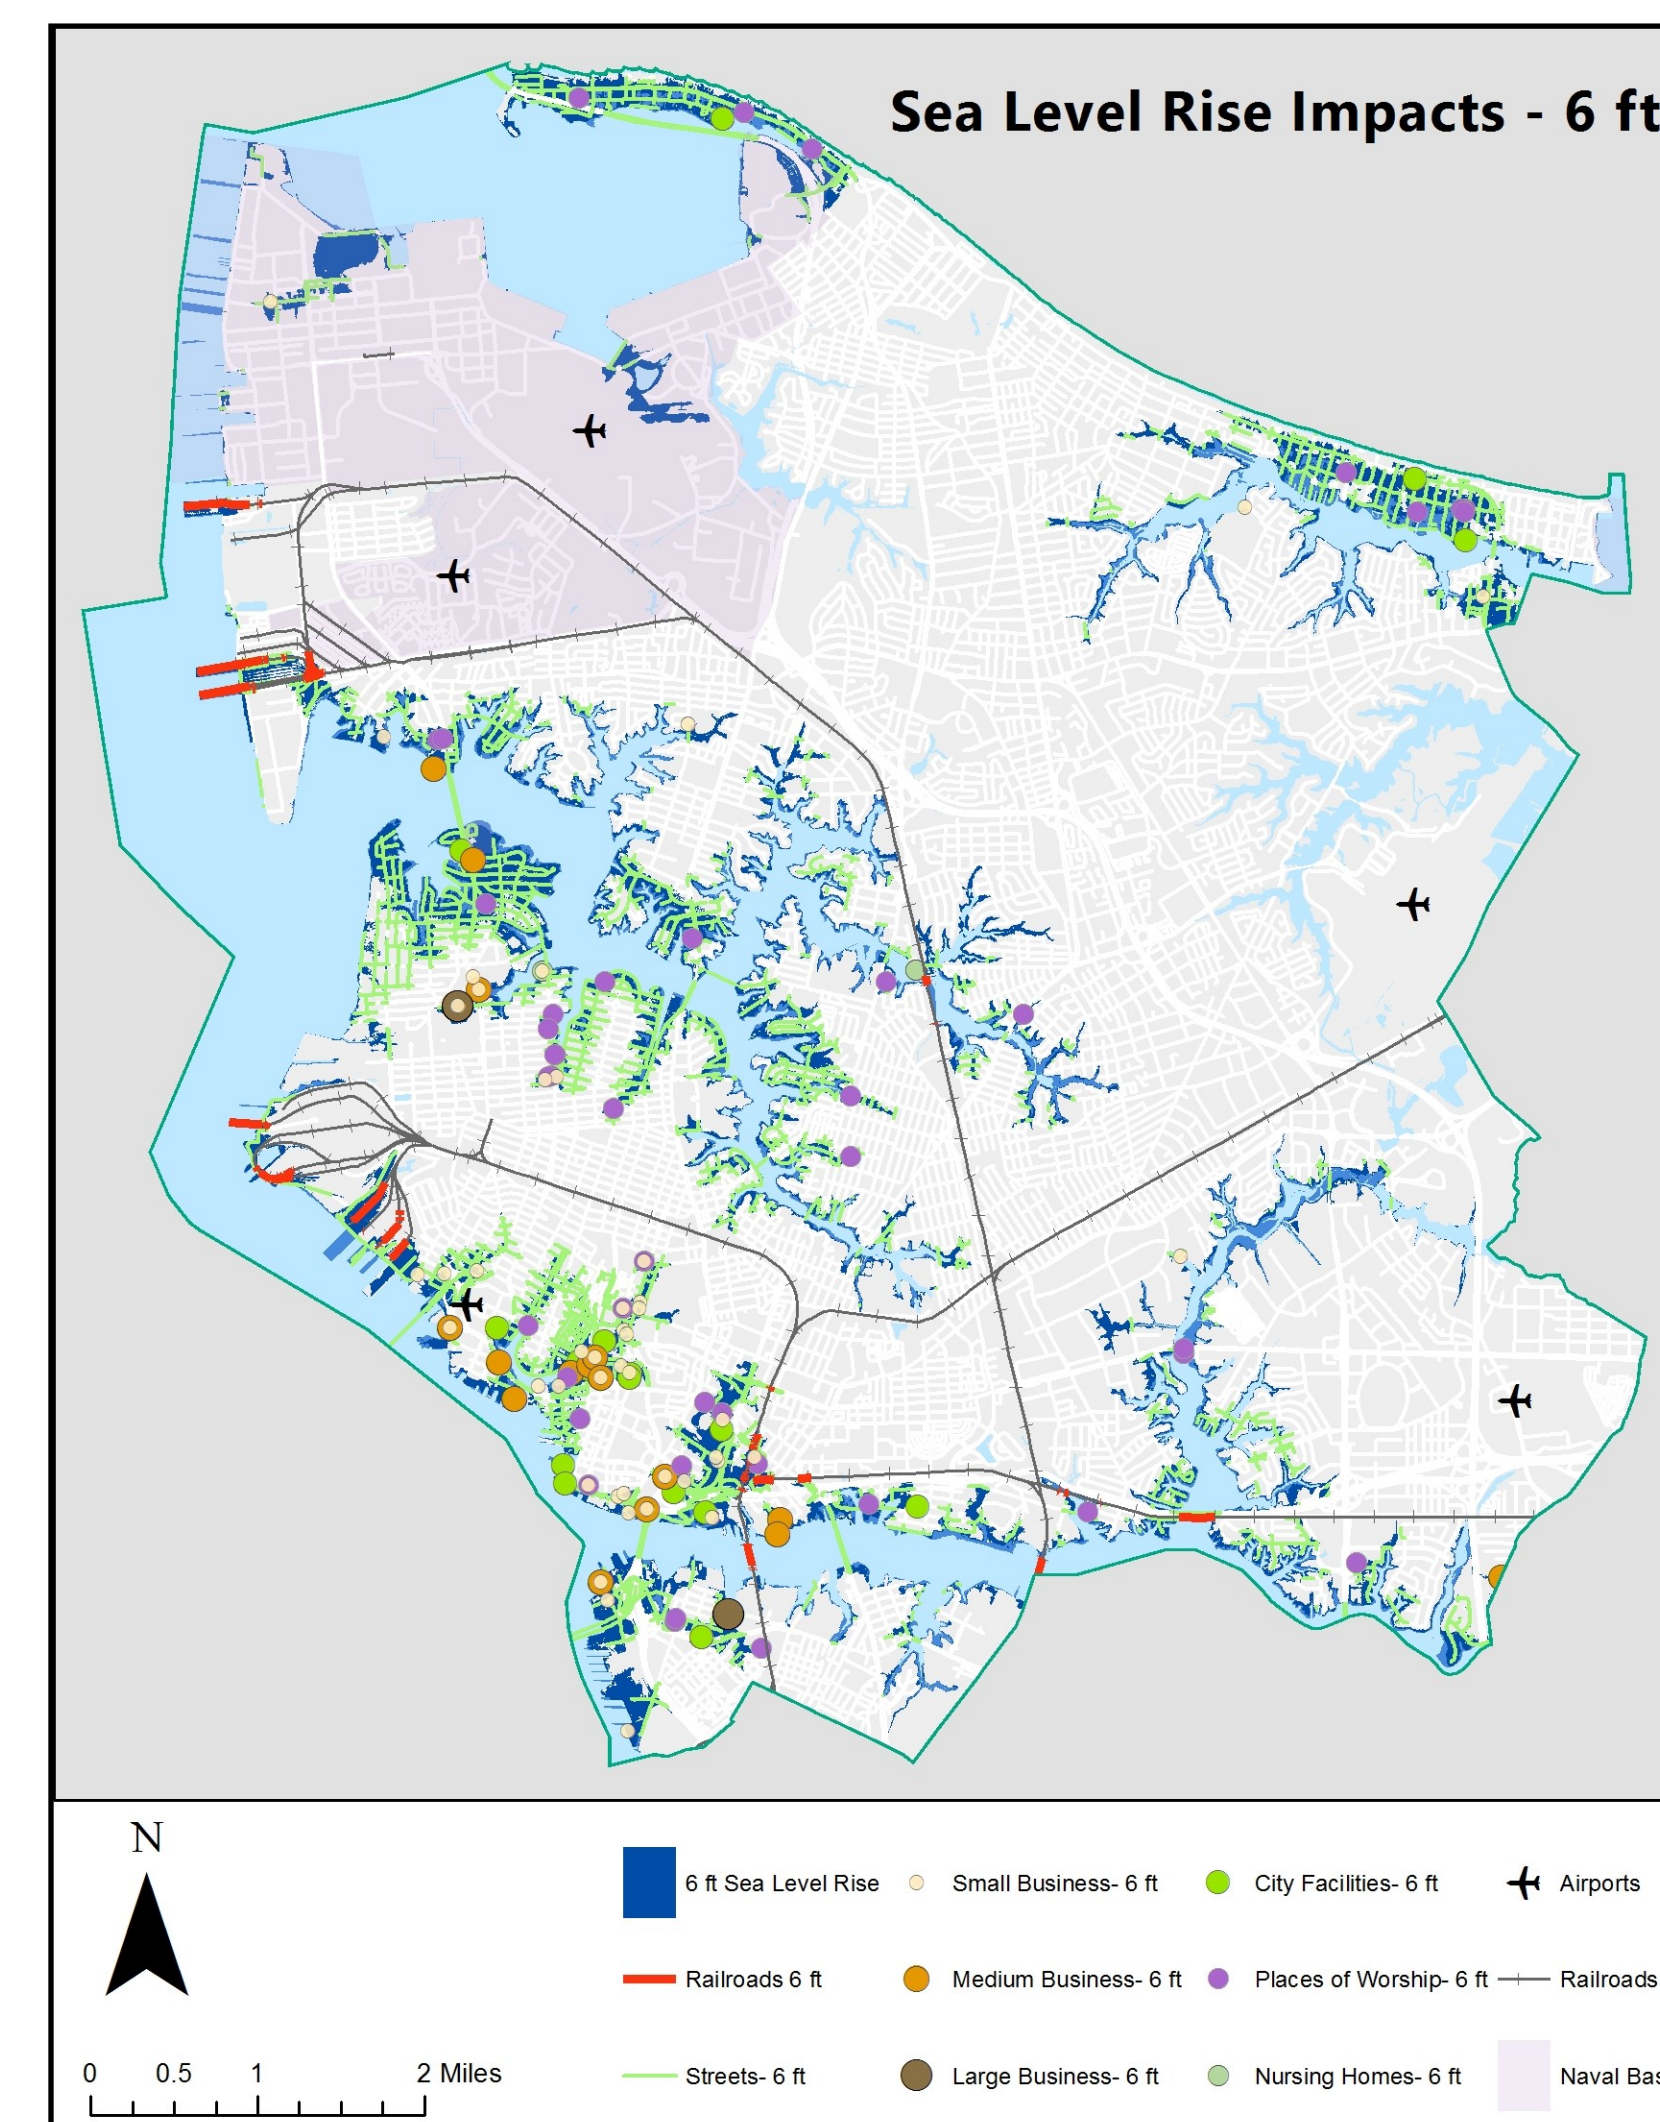 Sea Level Rise Impacts - 6 ft
N
0 0.5 1 2 Miles
6 ft Sea Level Rise
Small Business- 6 ft
City Facilities- 6 ft
Airports
Railroads 6 ft
Medium Business- 6 ft
Places of Worship- 6 ft
Railroads
Streets- 6 ft
Large Business- 6 ft
Nursing Homes- 6 ft
Naval